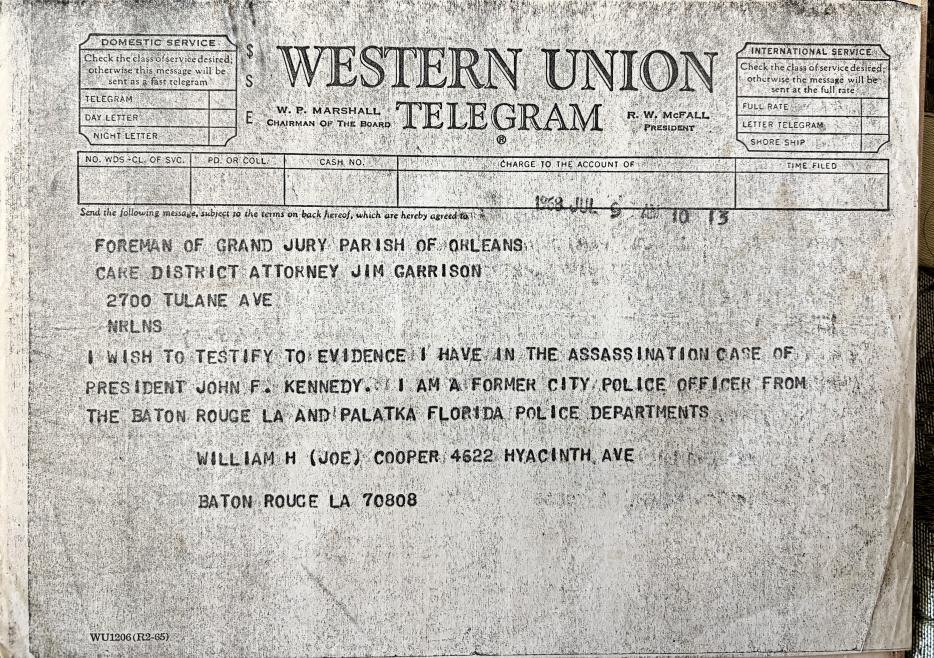 DOMESTIC SERVICE
Check the class of service desired;
otherwise this message will be
sent as a fast telegram
TELEGRAM
DAY LETTER
NIGHT LETTER
$
S
E
WESTERN UNION
TELEGRAM
®
W. P. MARSHALL
CHAIRMAN OF THE BOARD
R. W. McFALL
PRESIDENT
INTERNATIONAL SERVICE
Check the class of service desired;
otherwise the message will be
sent at the full rate
FULL RATE
LETTER TELEGRAM
SHORE SHIP
NO. WDS.-CL. OF SVC.
PD. OR COLL.
CASH NO.
CHARGE TO THE ACCOUNT OF
TIME FILED
Send the following message, subject to the terms on back hereof, which are hereby agreed to
1968 JUL AM 10 13
FOREMAN OF GRAND JURY PARISH OF ORLEANS
CARE DISTRICT ATTORNEY JIM GARRISON
2700 TULANE AVE
NRLNS
I WISH TO TESTIFY TO EVIDENCE I HAVE IN THE ASSASSINATION CASE OF
PRESIDENT JOHN F. KENNEDY. I AM A FORMER CITY POLICE OFFICER FROM
THE BATON ROUGE LA AND PALATKA FLORIDA POLICE DEPARTMENTS
WILLIAM H (JOE) COOPER 4622 HYACINTH AVE
BATON ROUGE LA 70808
WU1206 (R2-65)